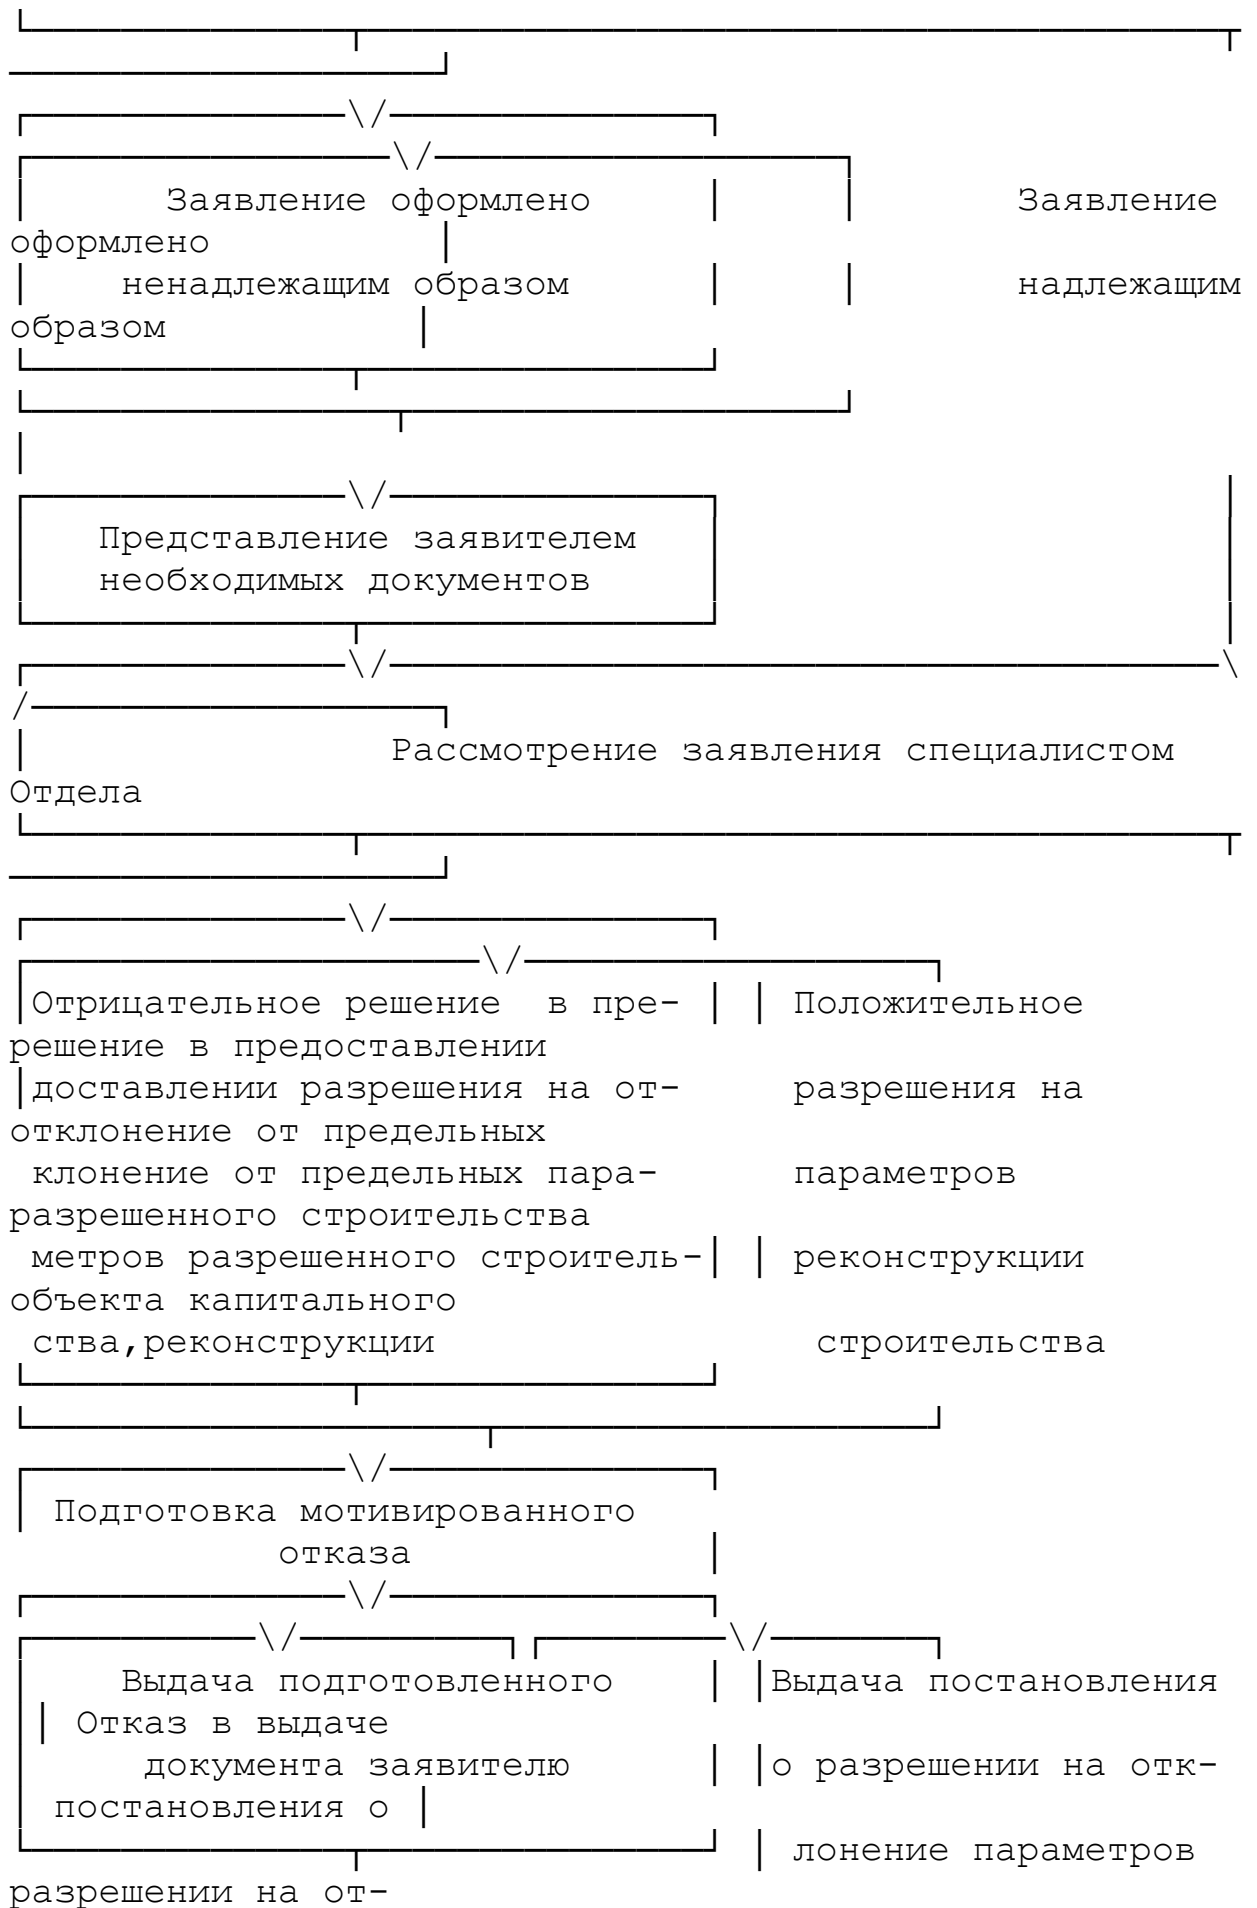 Заявление оформлено Заявление
оформлено
ненадлежащим образом надлежащим
образом
Представление заявителем
необходимых документов
Рассмотрение заявления специалистом
Отдела
Отрицательное решение в пре- Положительное
решение в предоставлении
доставлении разрешения на от- разрешения на
отклонение от предельных
клонение от предельных пара- параметров
разрешенного строительства
метров разрешенного строитель- реконструкции
объекта капитального
ства,реконструкции строительства
Подготовка мотивированного
отказа
Выдача подготовленного Выдача постановления
Отказ в выдаче
документа заявителю о разрешении на отк-
постановления о
лонение параметров
разрешении на от-